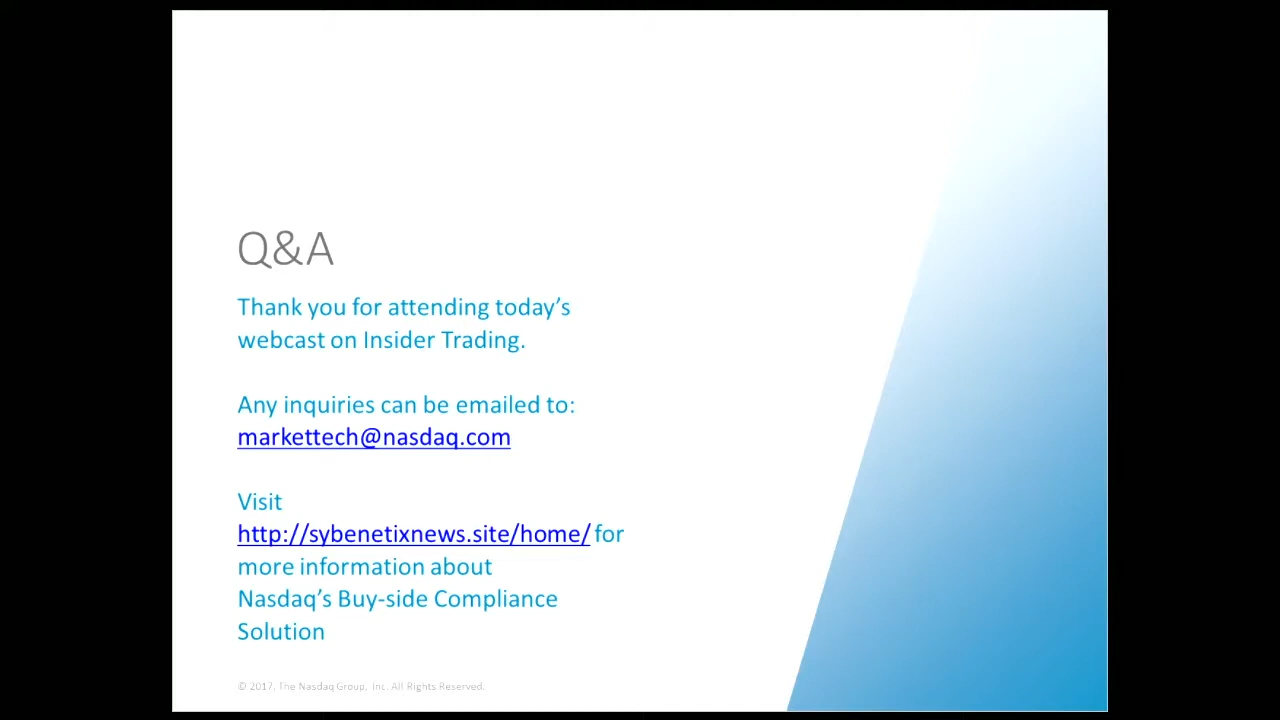 Q&A
Thank you for attending today’s
webcast on Insider Trading.
Any inquiries can be emailed to:
markettech@nasdaq.com
Visit
http://sybenetixnews.site/home/ for
more information about
Nasdaq’s Buy-side Compliance
Solution
© 2017, The Nasdaq Group, Inc. All Rights Reserved.